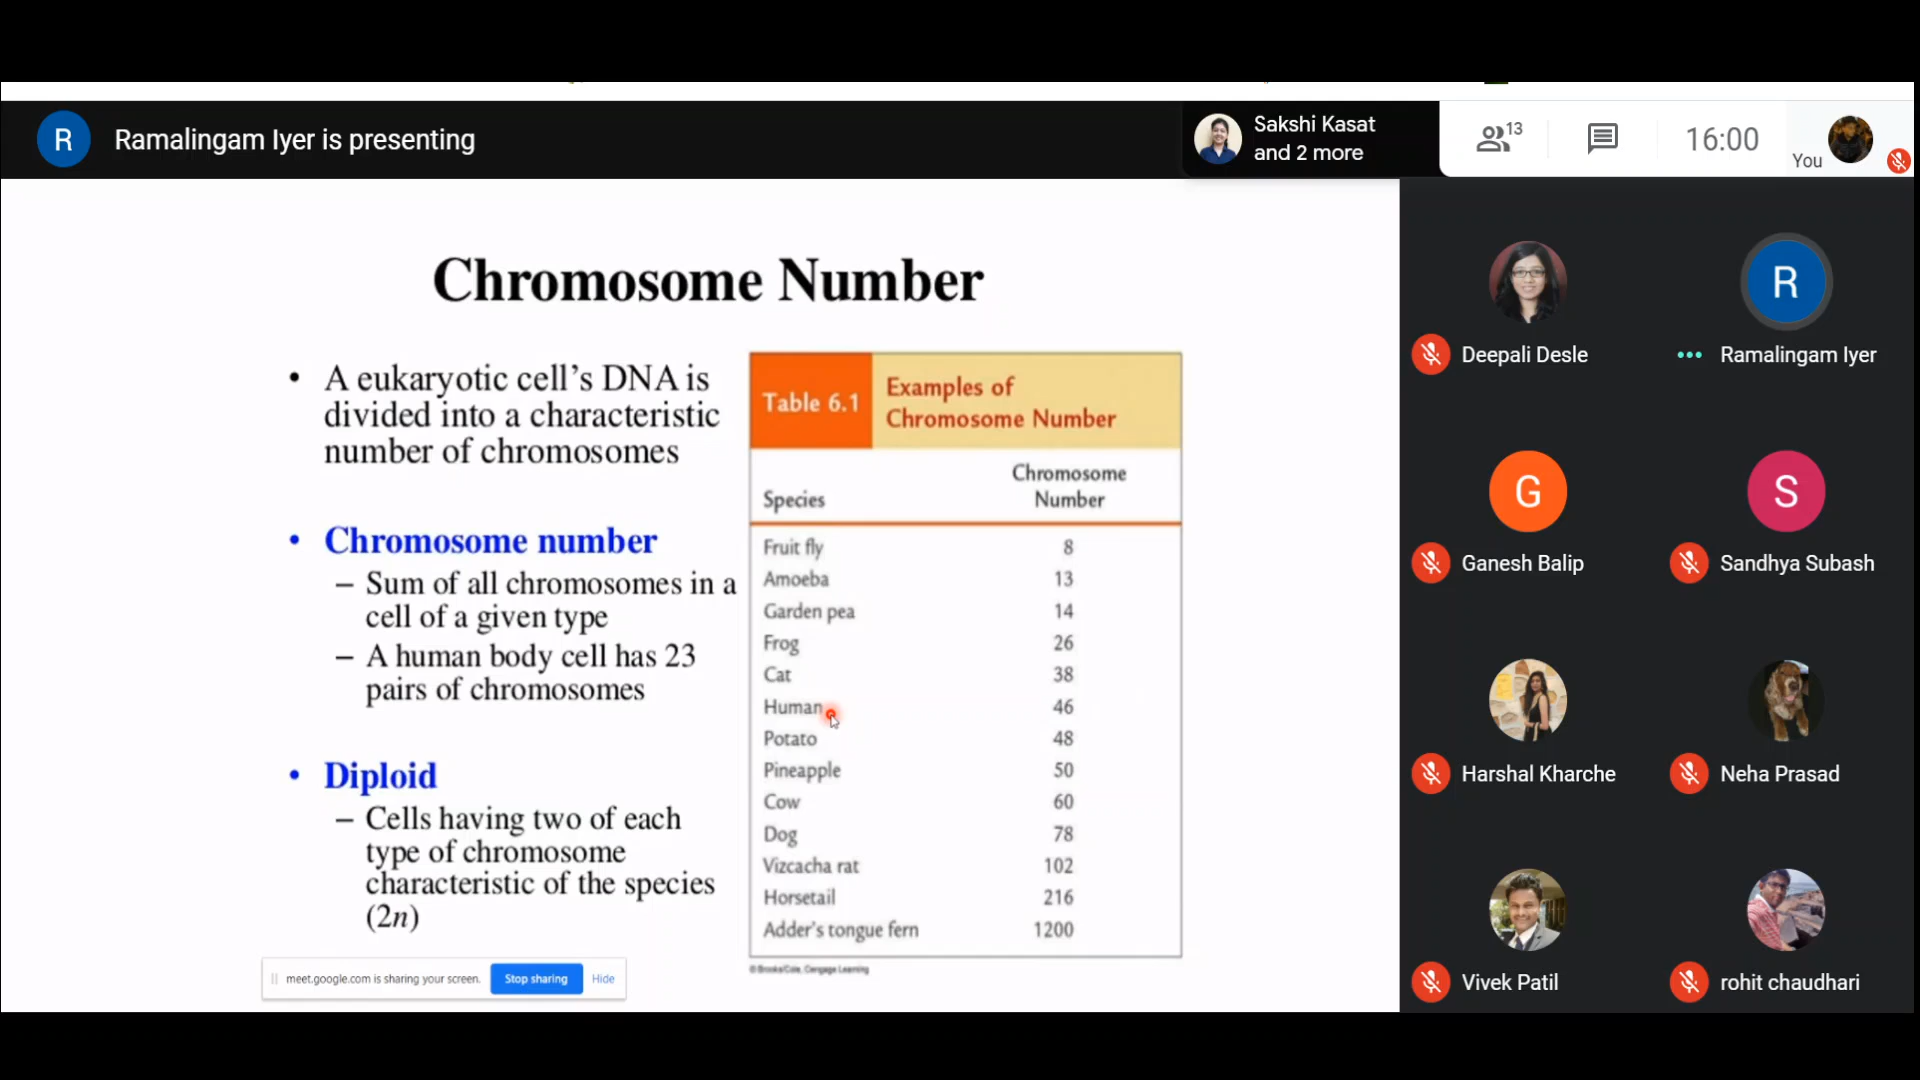 R Ramalingam Iyer is presenting
Sakshi Kasat
and 2 more
13
16:00
You
Chromosome Number
• A eukaryotic cell's DNA is
divided into a characteristic
number of chromosomes
• Chromosome number
– Sum of all chromosomes in a
cell of a given type
– A human body cell has 23
pairs of chromosomes
• Diploid
– Cells having two of each
type of chromosome
characteristic of the species
(2n)
Table 6.1
Examples of
Chromosome Number
Species
Chromosome
Number
Fruit fly 8
Amoeba 13
Garden pea 14
Frog 26
Cat 38
Human 46
Potato 48
Pineapple 50
Cow 60
Dog 78
Vizcacha rat 102
Horsetail 216
Adder's tongue fern 1200
© Brooks/Cole, Cengage Learning
meet.google.com is sharing your screen. Stop sharing Hide
R
Deepali Desle
Ramalingam Iyer
G
S
Ganesh Balip
Sandhya Subash
Harshal Kharche
Neha Prasad
Vivek Patil
rohit chaudhari